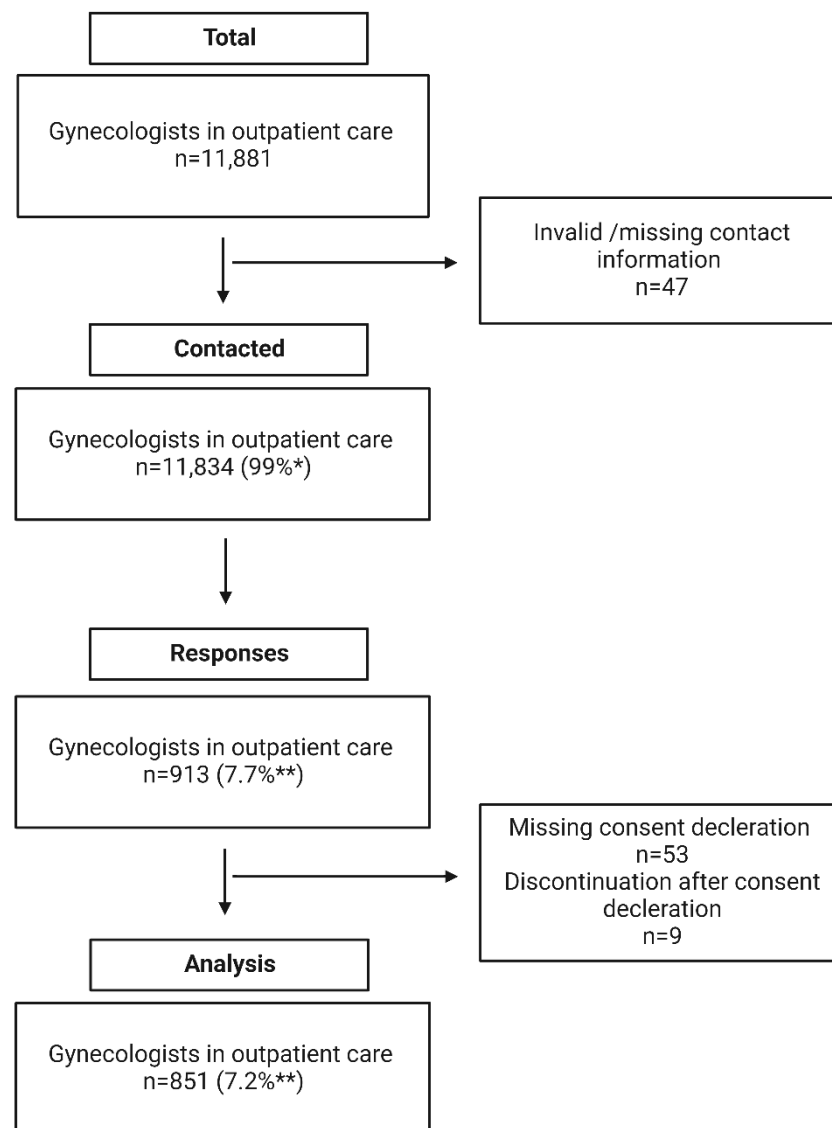 Total
Gynecologists in outpatient care
n=11,881
Invalid /missing contact
information
n=47
Contacted
Gynecologists in outpatient care
n=11,834 (99%*)
Responses
Gynecologists in outpatient care
n=913 (7.7%**)
Missing consent decleration
n=53
Discontinuation after consent
decleration
n=9
Analysis
Gynecologists in outpatient care
n=851 (7.2%**)